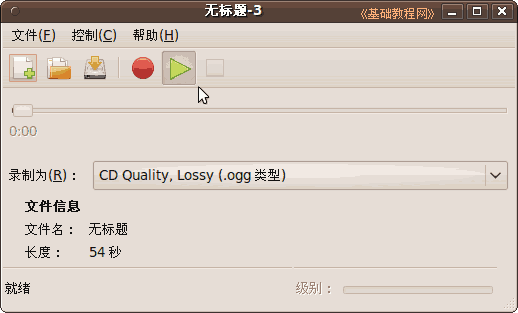 无标题-3
《基础教程网》
文件(F) 控制(C) 帮助(H)
0:00
录制为(R)： CD Quality, Lossy (.ogg 类型)
文件信息
文件名： 无标题
长度： 54 秒
就绪 级别：